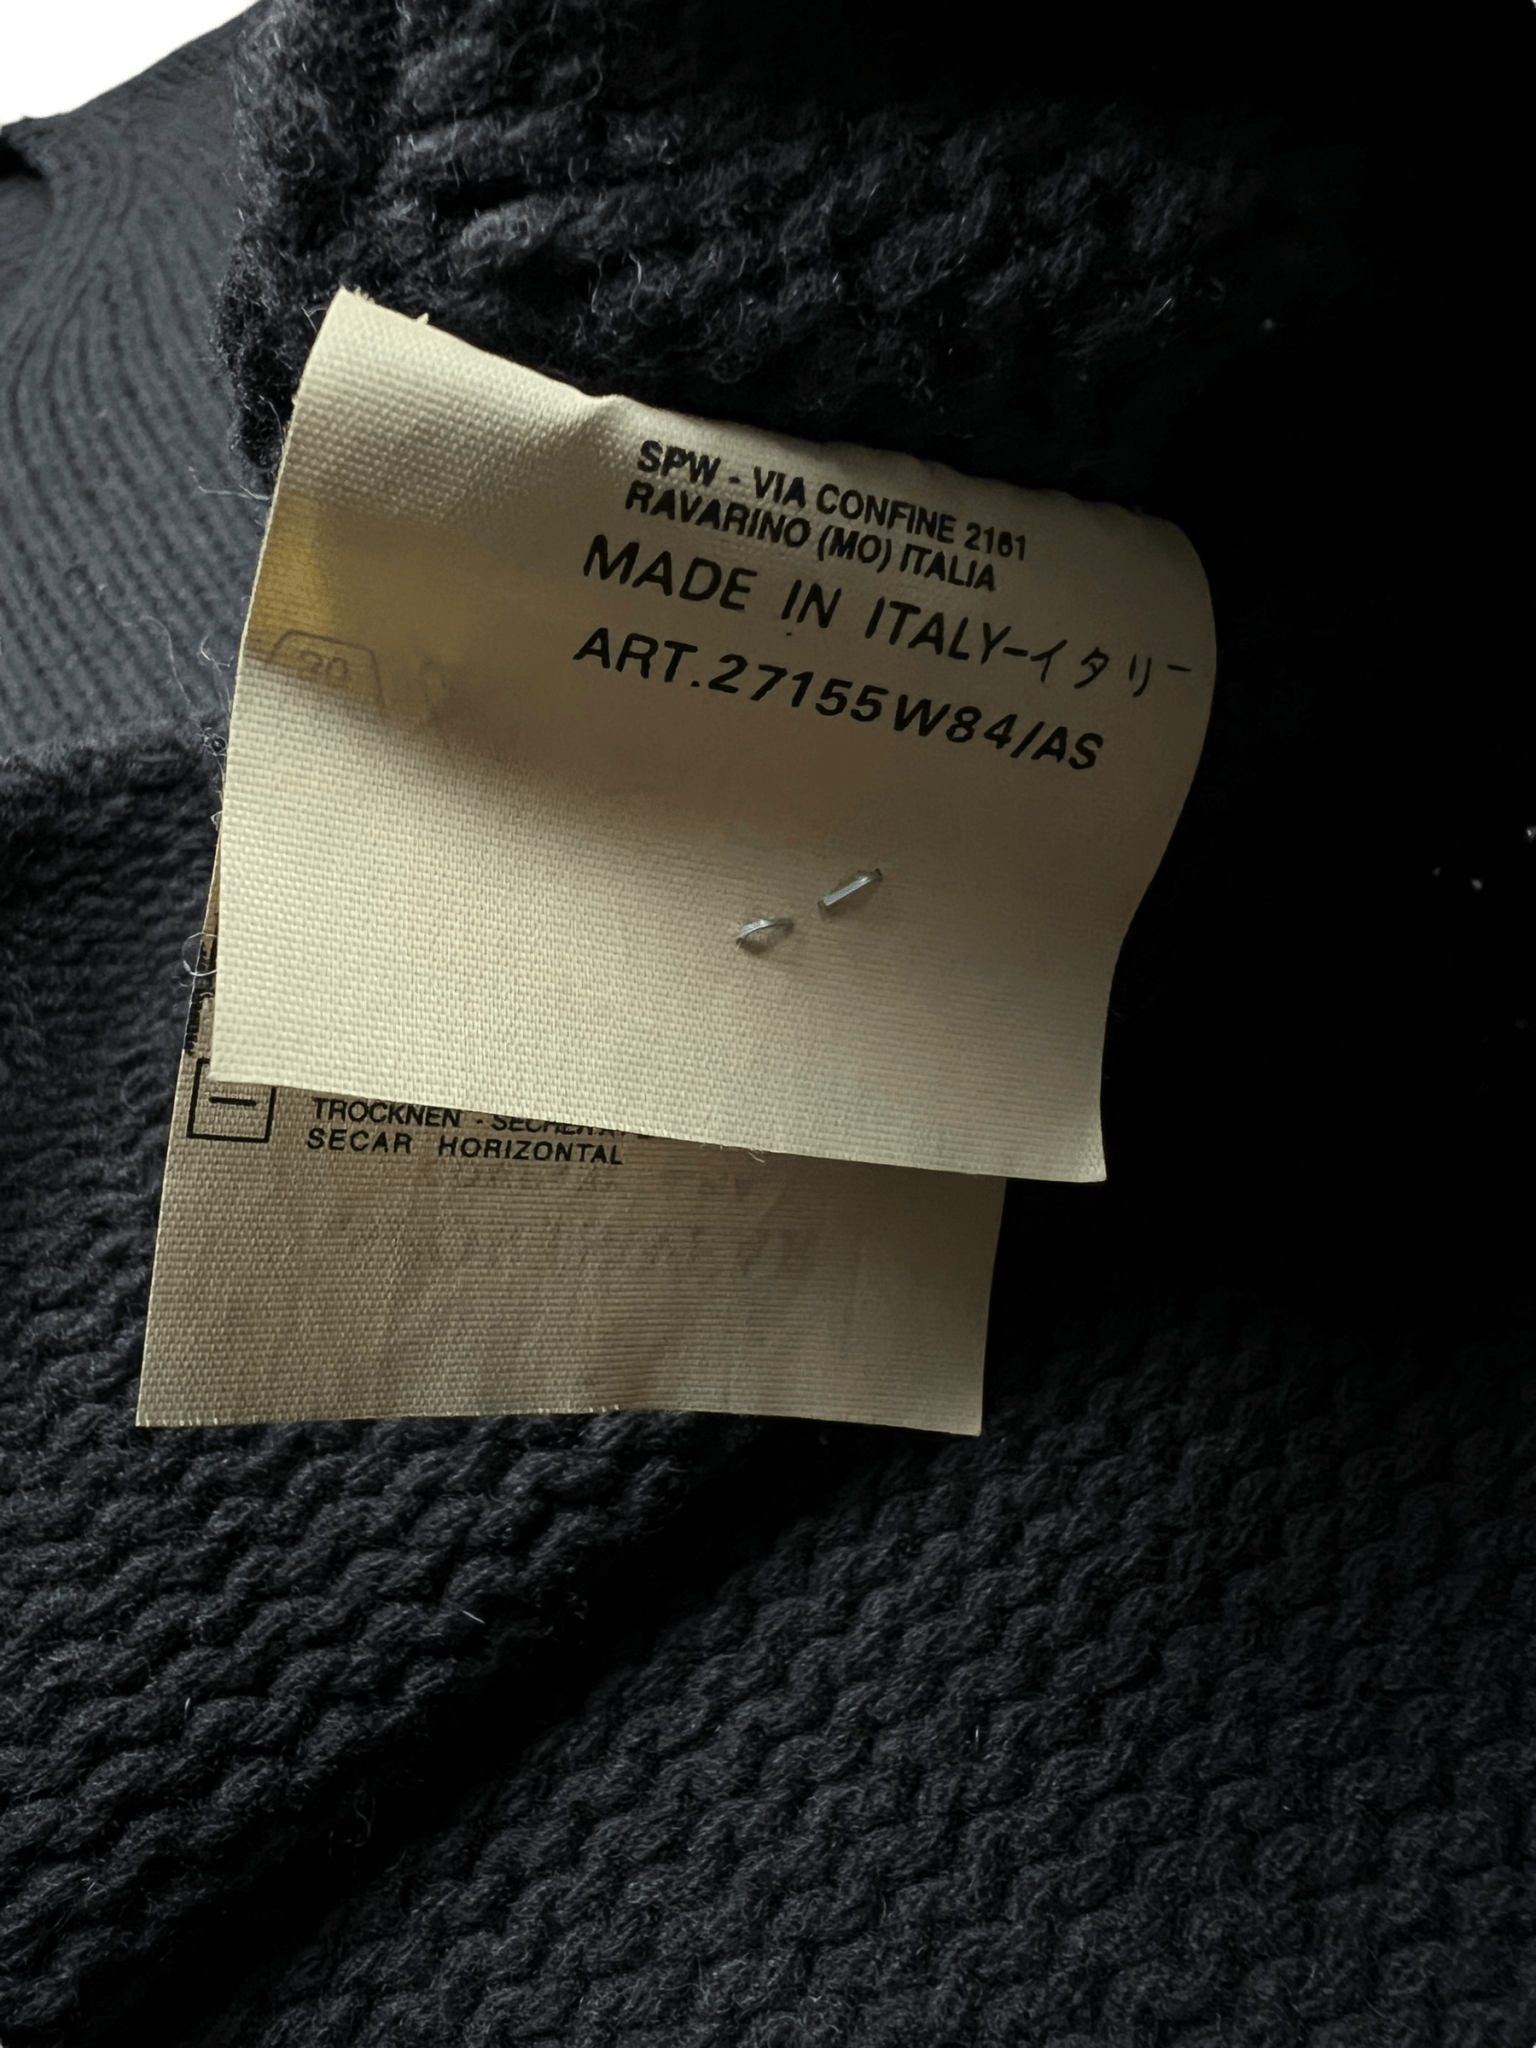 SPW - VIA CONFINE 2161
RAVARINO (MO) ITALIA
MADE IN ITALY-イタリー
ART.27155W84/AS
30
TROCKNEN - SECHER A
SECAR HORIZONTAL